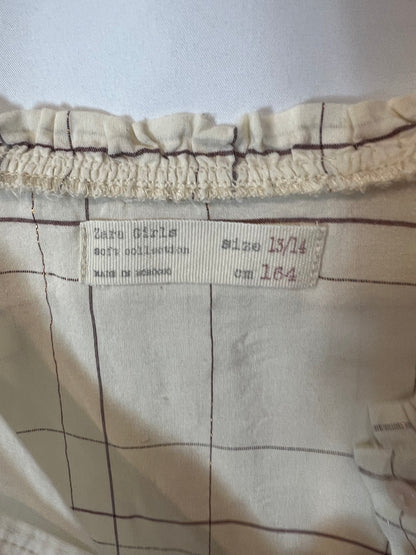 Zara Girls
soft collection
MADE IN MOROCCO
size 13/14
cm 164